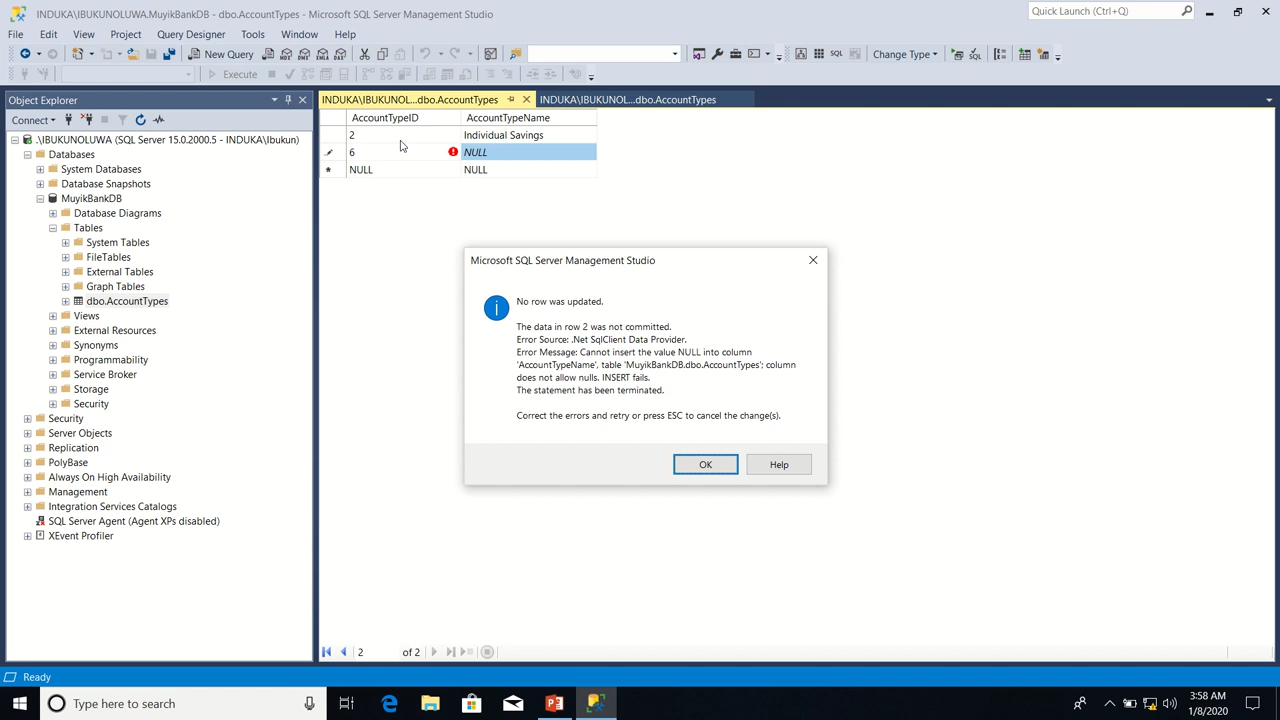 INDUKA\IBUKUNOLUWA.MuyikBankDB - dbo.AccountTypes - Microsoft SQL Server Management Studio
Quick Launch (Ctrl+Q)
File Edit View Project Query Designer Tools Window Help
New Query
MDX DMX XMLA DAX
SQL
Change Type
SQL
Execute
Object Explorer
INDUKA\IBUKUNOL...dbo.AccountTypes
INDUKA\IBUKUNOL...dbo.AccountTypes
Connect
AccountTypeID AccountTypeName
2 Individual Savings
6 NULL
NULL NULL
.\IBUKUNOLUWA (SQL Server 15.0.2000.5 - INDUKA\Ibukun)
Databases
System Databases
Database Snapshots
MuyikBankDB
Database Diagrams
Tables
System Tables
FileTables
External Tables
Graph Tables
dbo.AccountTypes
Views
External Resources
Synonyms
Programmability
Service Broker
Storage
Security
Security
Server Objects
Replication
PolyBase
Always On High Availability
Management
Integration Services Catalogs
SQL Server Agent (Agent XPs disabled)
XEvent Profiler
Microsoft SQL Server Management Studio
No row was updated.
The data in row 2 was not committed.
Error Source: .Net SqlClient Data Provider.
Error Message: Cannot insert the value NULL into column
'AccountTypeName', table 'MuyikBankDB.dbo.AccountTypes'; column
does not allow nulls. INSERT fails.
The statement has been terminated.
Correct the errors and retry or press ESC to cancel the change(s).
OK Help
2 of 2
Ready
Type here to search
3:58 AM
1/8/2020